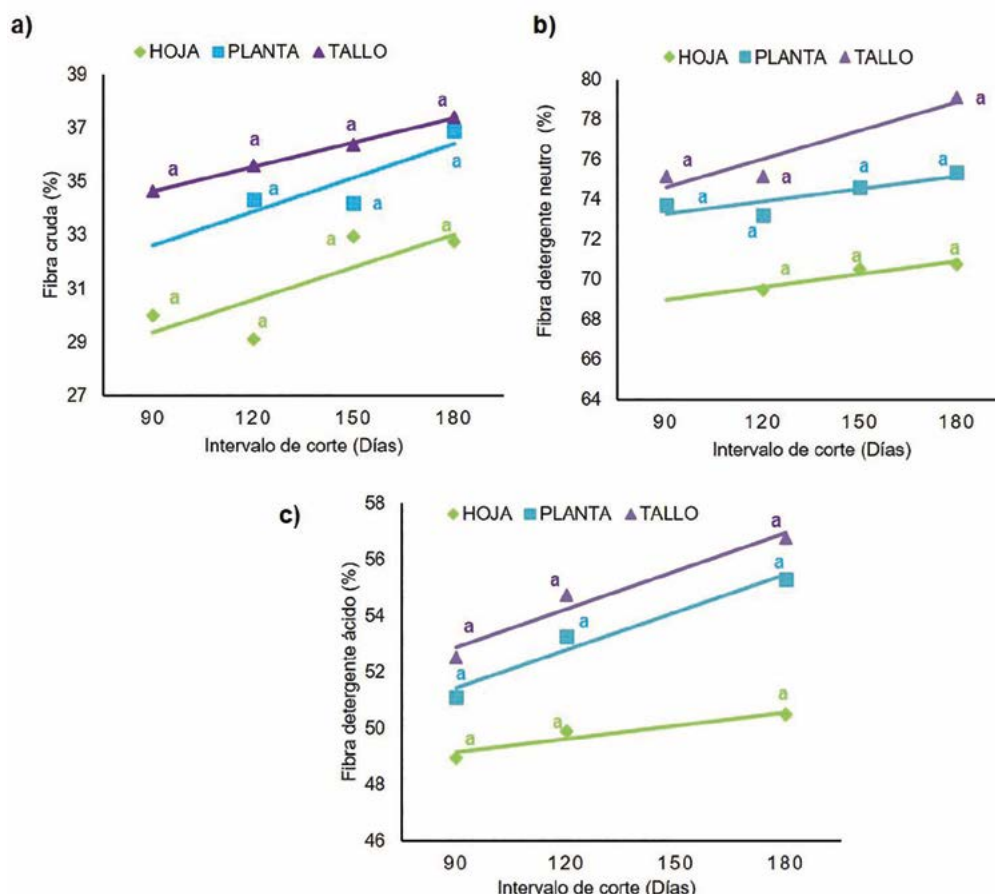 a)
HOJA PLANTA TALLO
39
37
35
33
31
29
27
Fibra cruda (%)
a
a
a
a
a
a
a
a
a
a
a
90 120 150 180
Intervalo de corte (Días)
b)
HOJA PLANTA TALLO
80
78
76
74
72
70
68
66
64
Fibra detergente neutro (%)
a
a
a
a
a
a
a
a
a
a
90 120 150 180
Intervalo de corte (Días)
c)
HOJA PLANTA TALLO
58
56
54
52
50
48
46
Fibra detergente ácido (%)
a
a
a
a
a
a
a
a
a
90 120 150 180
Intervalo de corte (Días)